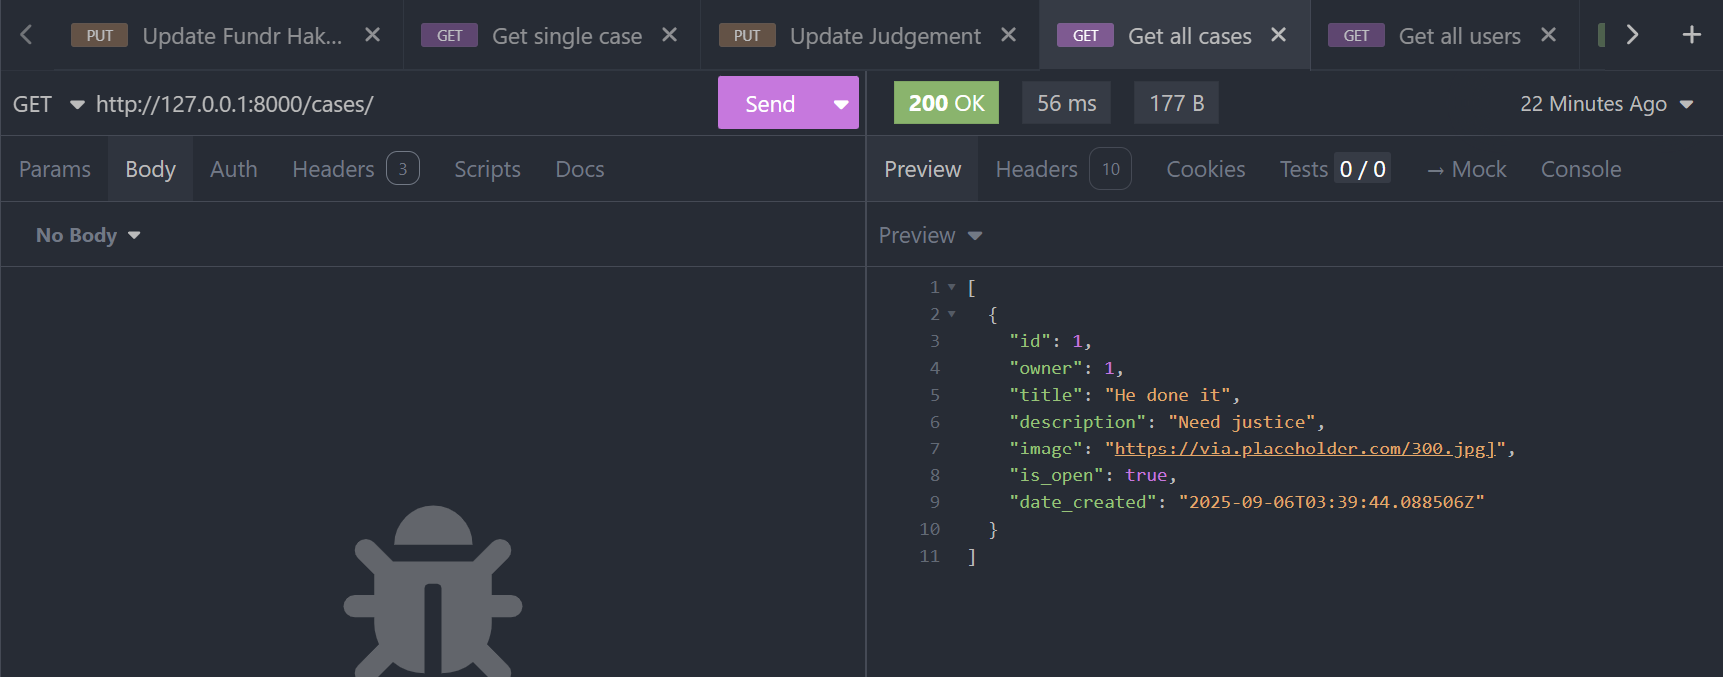 PUT Update Fundr Hak... GET Get single case PUT Update Judgement GET Get all cases GET Get all users
GET http://127.0.0.1:8000/cases/ Send 200 OK 56 ms 177 B 22 Minutes Ago
Params Body Auth Headers 3 Scripts Docs Preview Headers 10 Cookies Tests 0 / 0 → Mock Console
No Body Preview
1 [
2 {
3 "id": 1,
4 "owner": 1,
5 "title": "He done it",
6 "description": "Need justice",
7 "image": "https://via.placeholder.com/300.jpg]",
8 "is_open": true,
9 "date_created": "2025-09-06T03:39:44.088506Z"
10 }
11 ]